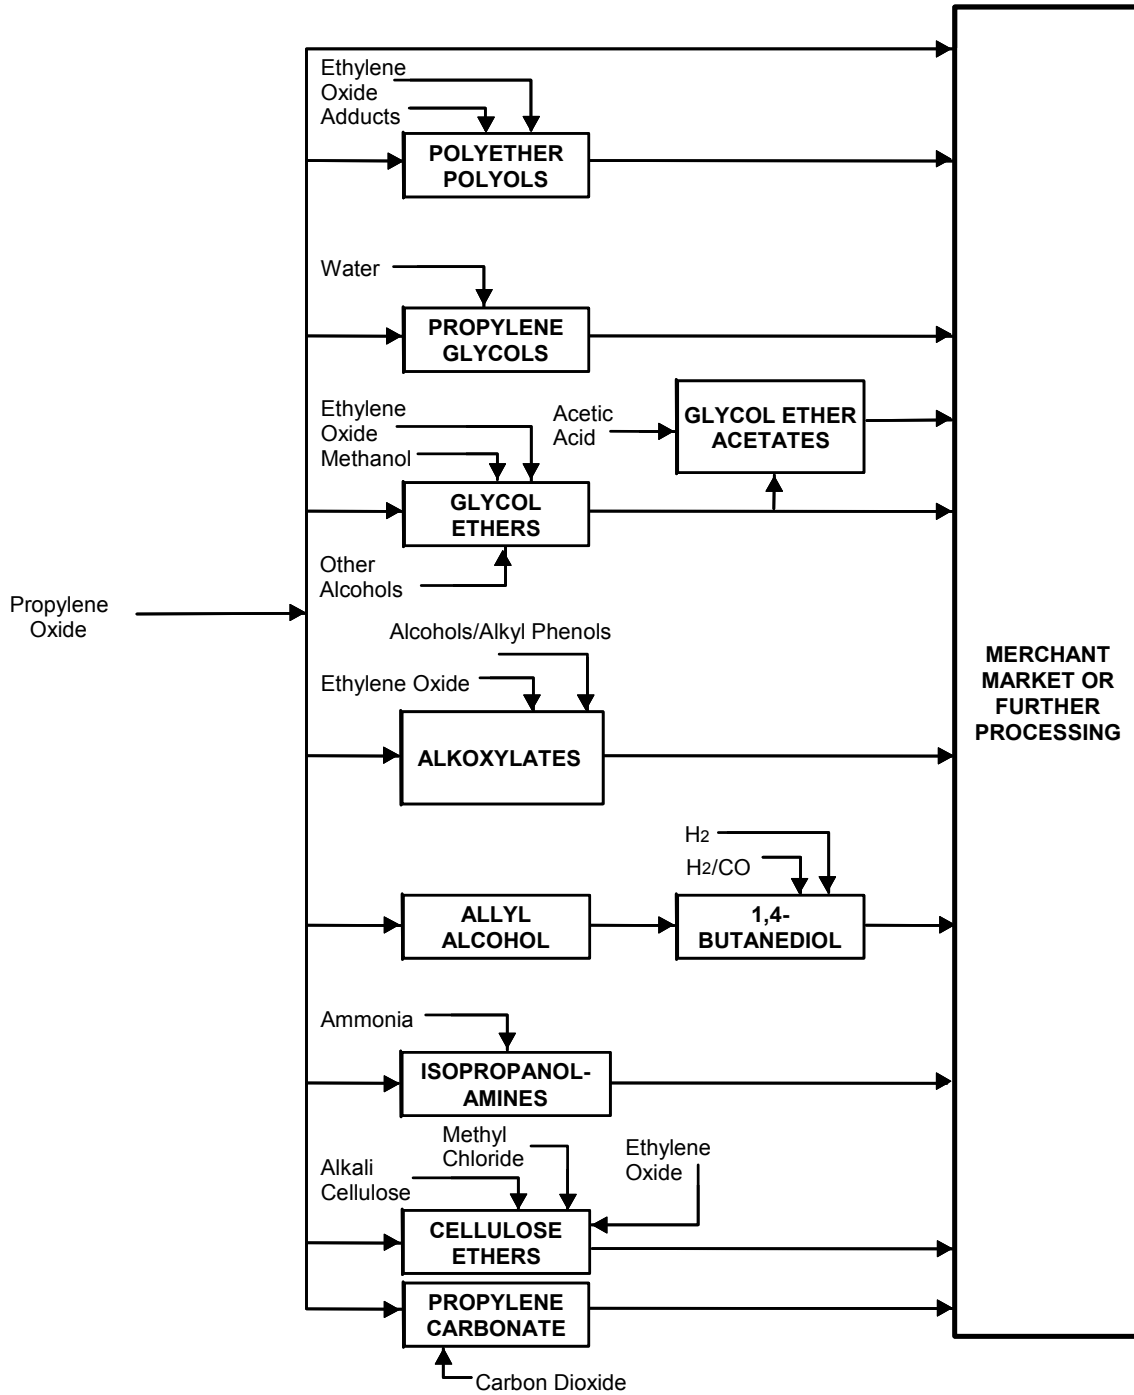 Ethylene
Oxide
Adducts
POLYETHER
POLYOLS
Water
PROPYLENE
GLYCOLS
Ethylene
Oxide
Methanol
Acetic
Acid
GLYCOL ETHER
ACETATES
GLYCOL
ETHERS
Other
Alcohols
Propylene
Oxide
Alcohols/Alkyl Phenols
Ethylene Oxide
ALKOXYLATES
MERCHANT
MARKET OR
FURTHER
PROCESSING
H2
H2/CO
ALLYL
ALCOHOL
1,4-
BUTANEDIOL
Ammonia
ISOPROPANOL-
AMINES
Methyl
Chloride
Ethylene
Oxide
Alkali
Cellulose
CELLULOSE
ETHERS
PROPYLENE
CARBONATE
Carbon Dioxide